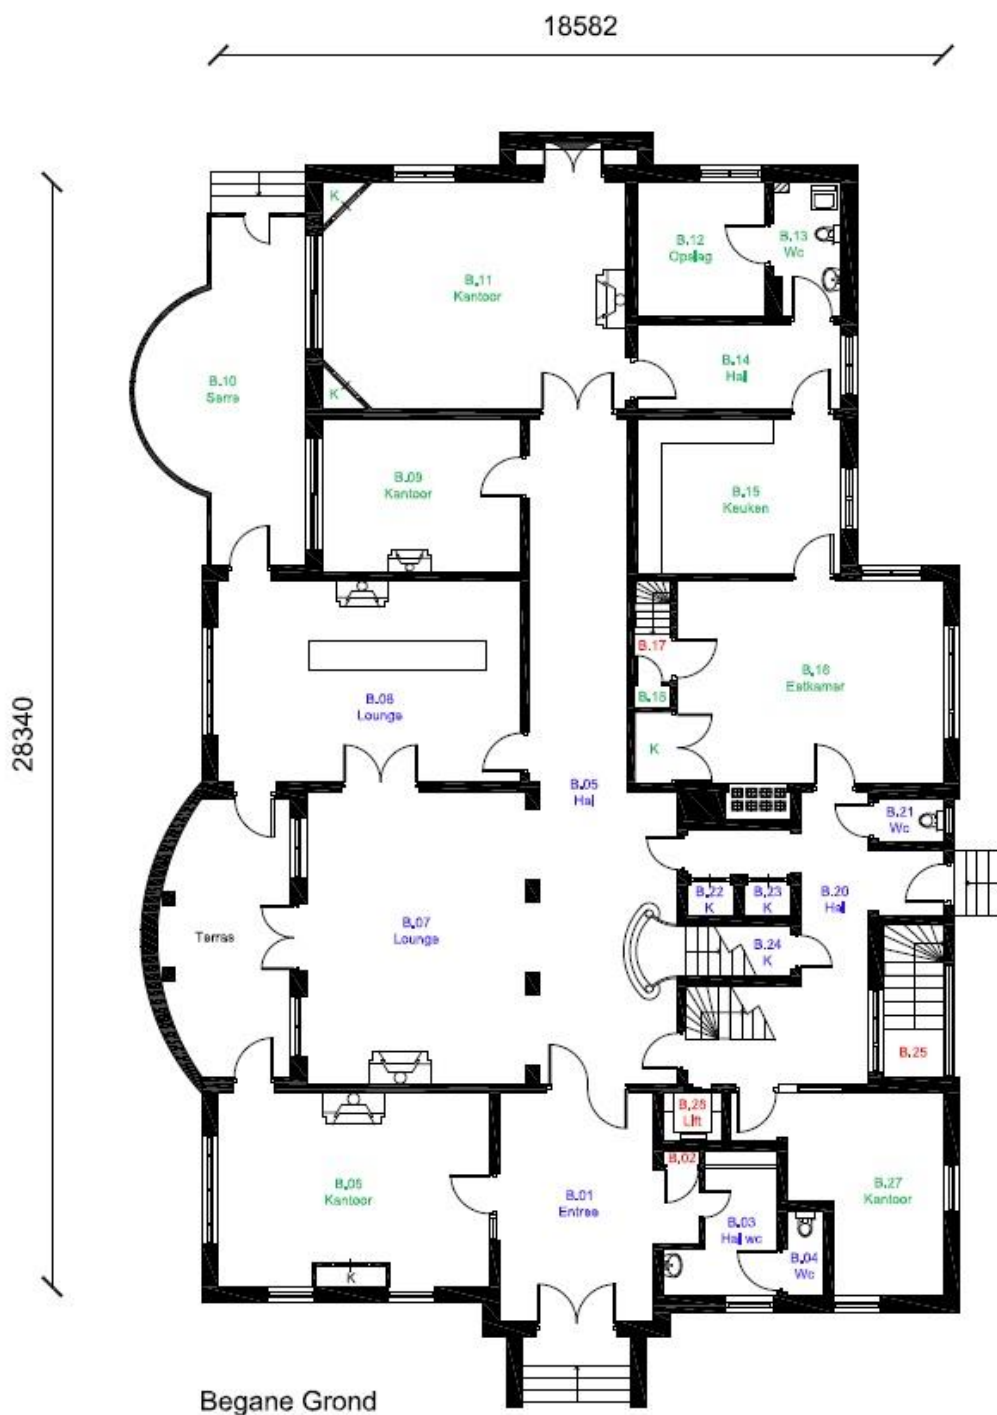 18582
28340
K
B.11
Kantoor
B.12
Opslag
B.13
Wc
B.10
Serre
K
B.14
Hal
B.09
Kantoor
B.15
Keuken
B.17
B.18
B.16
Eetkamer
B.08
Lounge
K
B.05
Hal
B.21
Wc
B.22
K
B.23
K
B.20
Hal
B.07
Lounge
Terras
B.24
K
B.25
B.28
Lift
B.02
B.06
Kantoor
B.01
Entree
B.27
Kantoor
B.03
Hal wc
B.04
Wc
K
Begane Grond